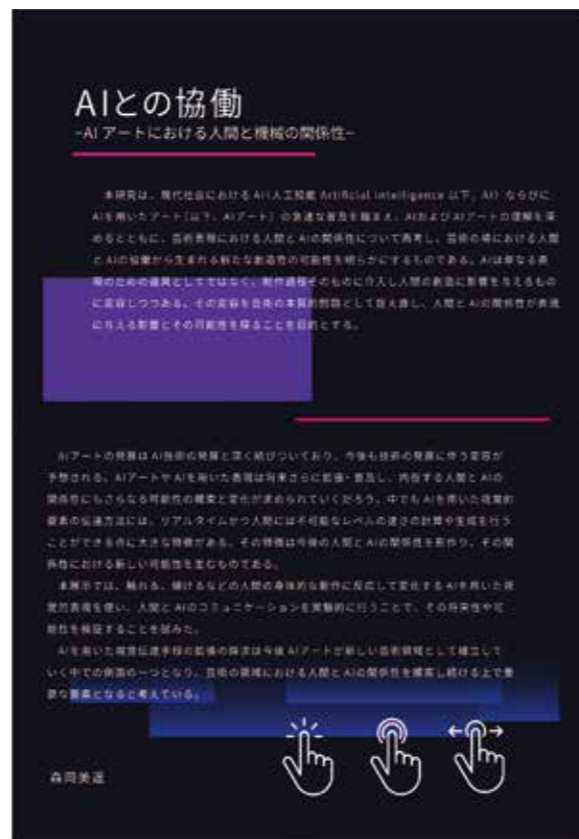 AIとの協働
−AI アートにおける人間と機械の関係性−
本研究は、現代社会における AI(人工知能 Artificial Intelligence 以下、AI) ならびに
AIを用いたアート(以下、AIアート) の急速な普及を踏まえ、AIおよび AIアートの理解を深
めるとともに、芸術表現における人間と AIの関係性について再考し、芸術の場における人間
と AIの協働から生まれる新たな創造性の可能性を明らかにするものである。AIは単なる表
現のための道具としてではなく、制作過程そのものに介入し人間の創造に影響を与えるもの
に変容しつつある。その変容を芸術の本質的問題として捉え直し、人間と AIの関係性が表現
に与える影響とその可能性を探ることを目的とする。
AIアートの発展は AI技術の発展と深く結びついており、今後も技術の発展に伴う変容が
予想される。AIアートや AIを用いた表現は将来さらに拡張・普及し、内在する人間と AIの
関係性にもさらなる可能性の模索と変化が求められていくだろう。中でも AIを用いた視覚的
要素の伝達方法には、リアルタイムかつ人間には不可能なレベルの速さの計算や生成を行う
ことができる点に大きな特徴がある。その特徴は今後の人間と AIの関係性を形作り、その関
係性における新しい可能性を生むものである。
本展示では、触れる、傾けるなどの人間の身体的な動作に反応して変化する AIを用いた視
覚的表現を使い、人間と AIのコミュニケーションを実験的に行うことで、その将来性や可
能性を検証することを試みた。
AIを用いた視覚伝達手段の拡張の探求は今後 AIアートが新しい芸術領域として確立して
いく中での側面の一つとなり、芸術の領域における人間と AIの関係性を模索し続ける上で重
要な要素となると考えている。
森岡美遥